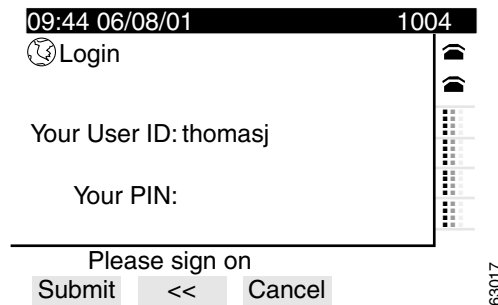 09:44 06/08/01 1004
Login
Your User ID: thomasj
Your PIN:
Please sign on
Submit << Cancel
63017